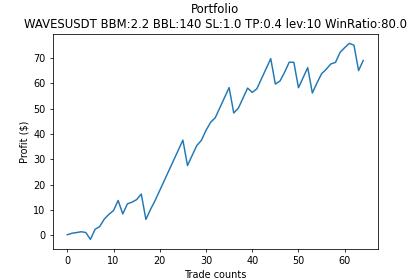 Portfolio
WAVESUSDT BBM:2.2 BBL:140 SL:1.0 TP:0.4 lev:10 WinRatio:80.0
70
60
50
40
30
20
10
0
Profit ($)
0 10 20 30 40 50 60
Trade counts